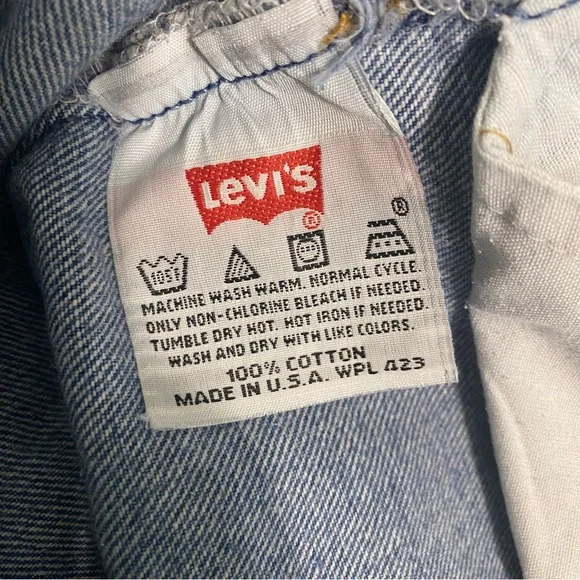 Levi's
®
®
105°F
MACHINE WASH WARM. NORMAL CYCLE.
ONLY NON-CHLORINE BLEACH IF NEEDED.
TUMBLE DRY HOT. HOT IRON IF NEEDED.
WASH AND DRY WITH LIKE COLORS.
100% COTTON
MADE IN U.S.A. WPL 423